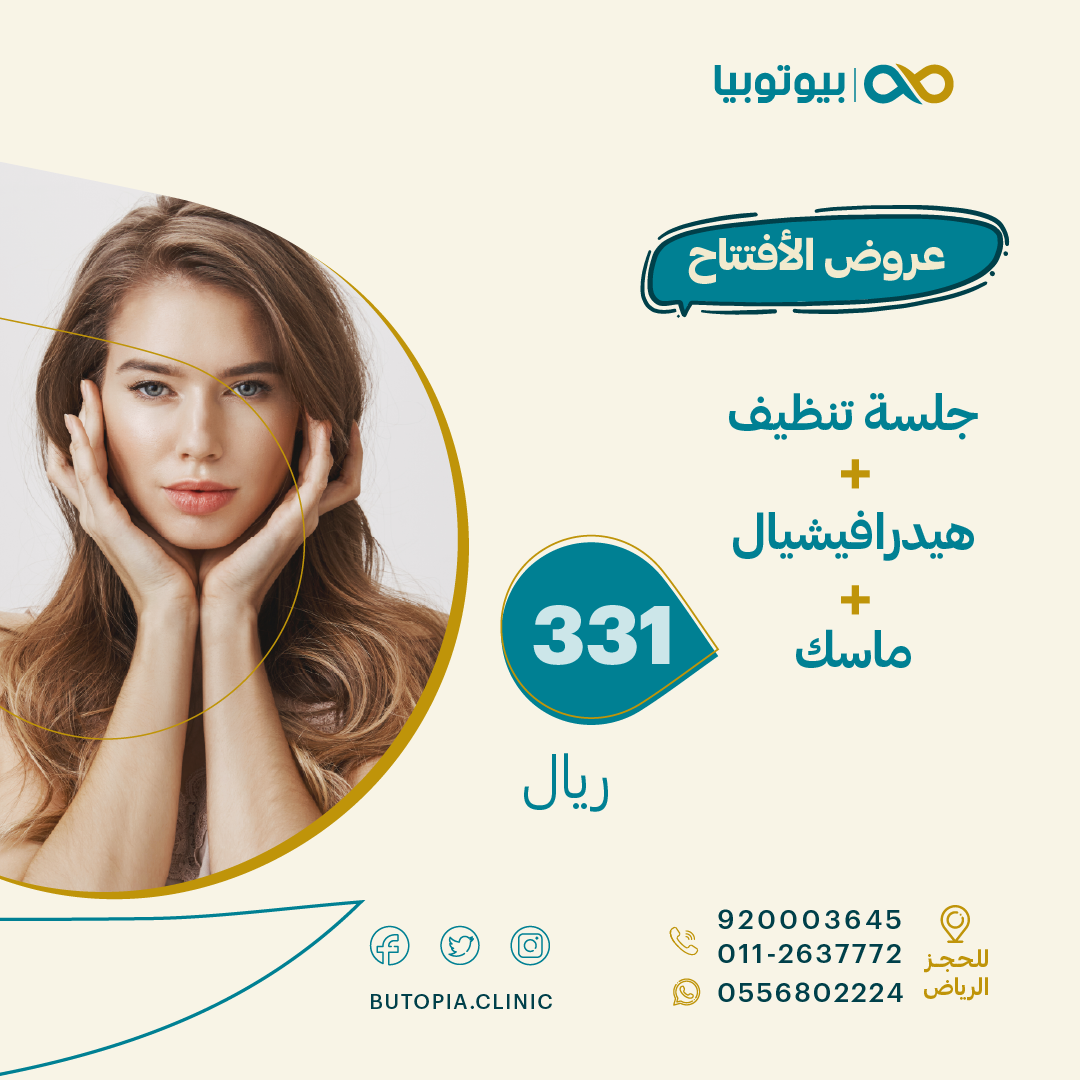 بيوتوبيا
عروض الأفتتاح
جلسة تنظيف
+
هيدرافيشيال
+
ماسك
331
ريال
920003645
011-2637772
0556802224
للحجز
الرياض
BUTOPIA.CLINIC